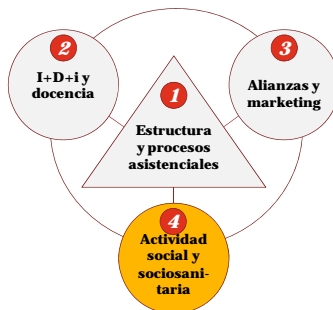 2
I+D+i y
docencia
3
Alianzas y
marketing
1
Estructura
y procesos
asistenciales
4
Actividad
social y
sociosani-
taria